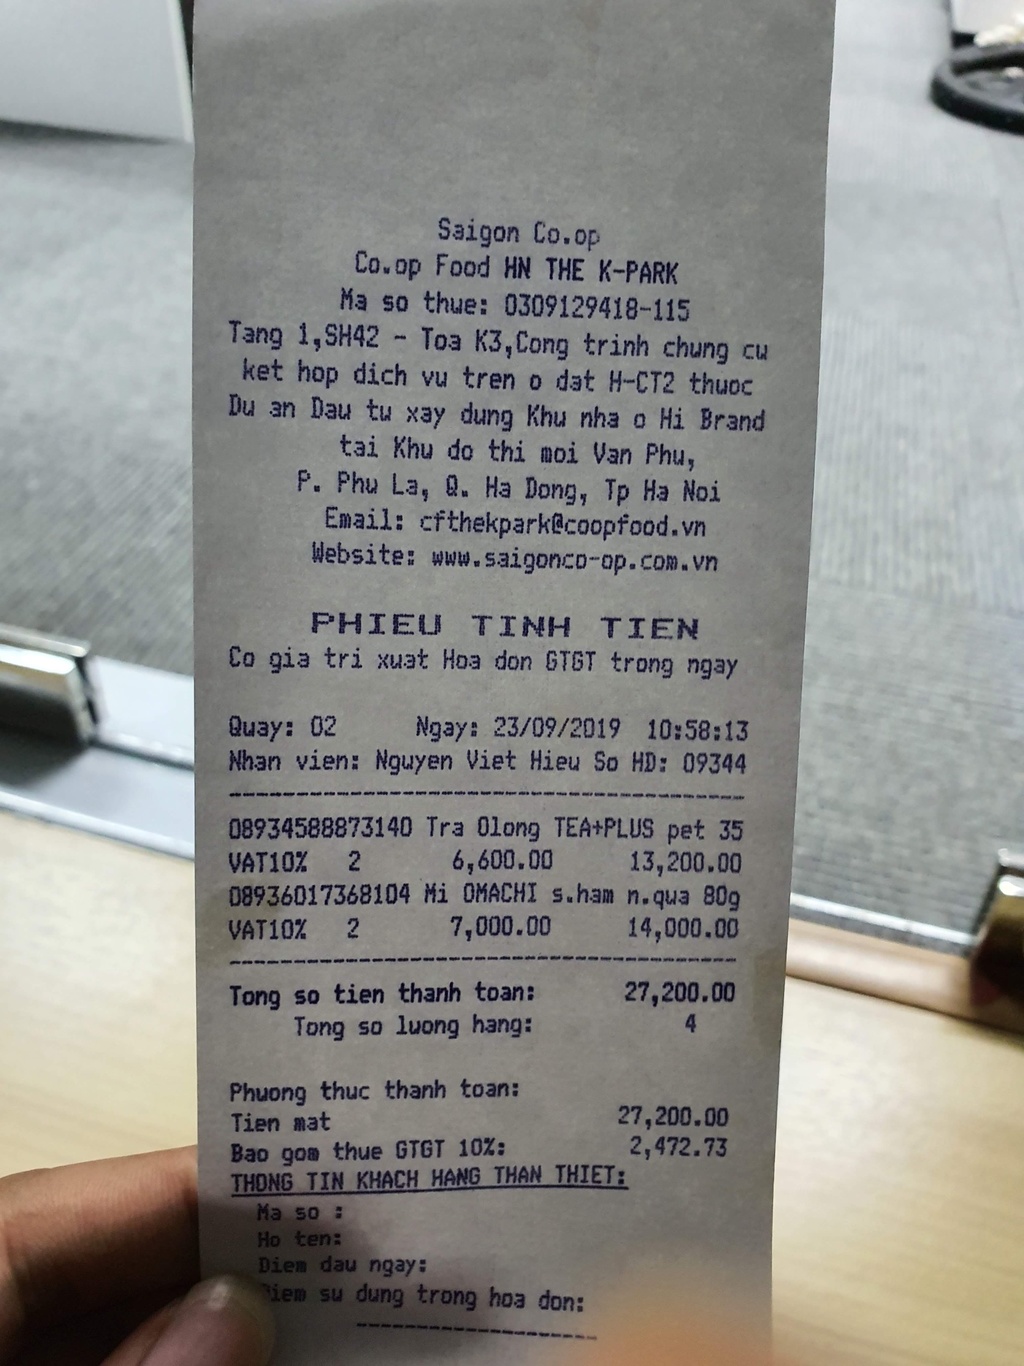 Saigon Co.op
Co.op Food HN THE K-PARK
Ma so thue: 0309129418-115
Tang 1,SH42 - Toa K3,Cong trinh chung cu
ket hop dich vu tren o dat H-CT2 thuoc
Du an Dau tu xay dung Khu nha o Hi Brand
tai Khu do thi moi Van Phu,
P. Phu La, Q. Ha Dong, Tp Ha Noi
Email: cfthekpark@coopfood.vn
Website: www.saigonco-op.com.vn
PHIEU TINH TIEN
Co gia tri xuat Hoa don GTGT trong ngay
Quay: 02 Ngay: 23/09/2019 10:58:13
Nhan vien: Nguyen Viet Hieu So HD: 09344
08934588873140 Tra Olong TEA+PLUS pet 35
VAT10% 2 6,600.00 13,200.00
08936017368104 Mi OMACHI s.ham n.qua 80g
VAT10% 2 7,000.00 14,000.00
Tong so tien thanh toan: 27,200.00
Tong so luong hang: 4
Phuong thuc thanh toan:
Tien mat 27,200.00
Bao gom thue GTGT 10%: 2,472.73
THONG TIN KHACH HANG THAN THIET:
Ma so :
Ho ten:
Diem dau ngay:
Diem su dung trong hoa don: